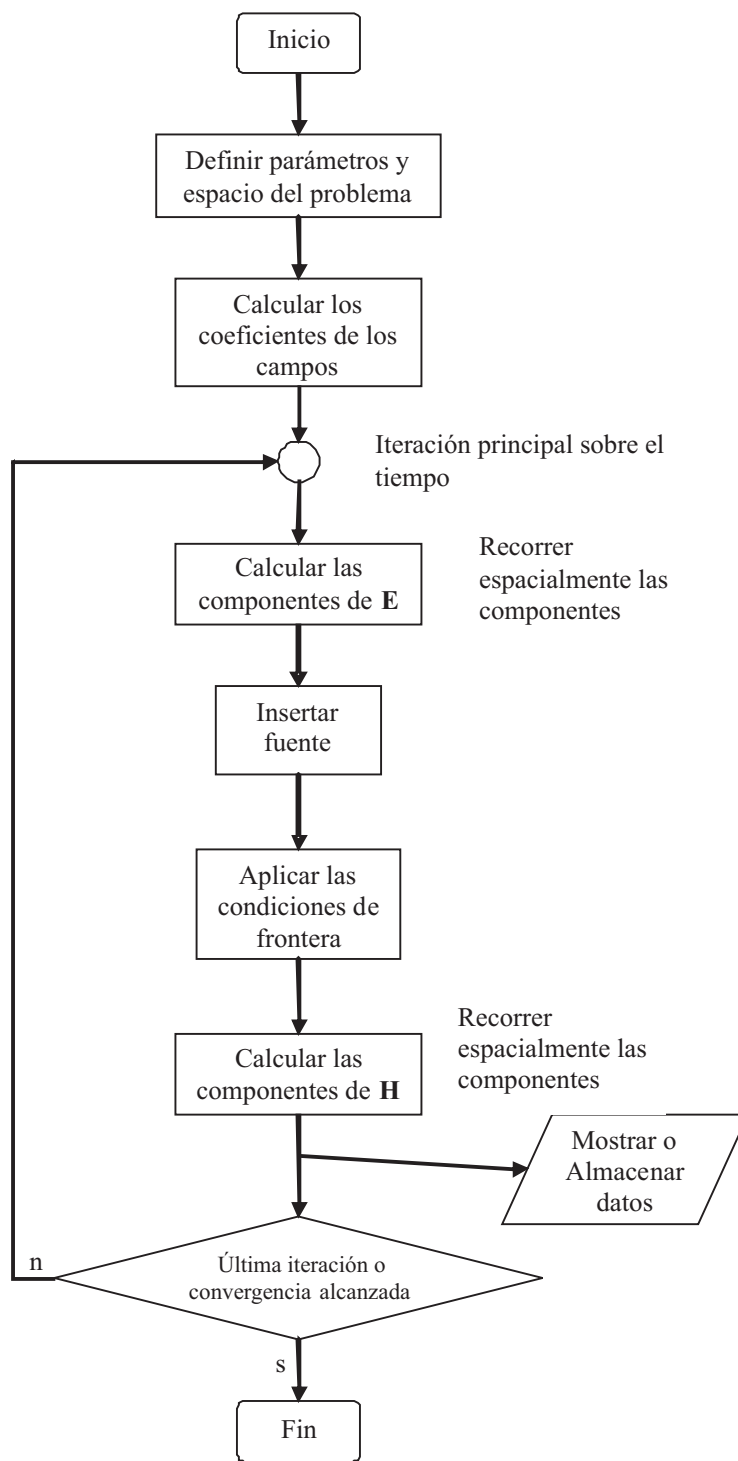 Inicio
Definir parámetros y
espacio del problema
Calcular los
coeficientes de los
campos
Iteración principal sobre el
tiempo
Calcular las
componentes de E
Recorrer
espacialmente las
componentes
Insertar
fuente
Aplicar las
condiciones de
frontera
Calcular las
componentes de H
Recorrer
espacialmente las
componentes
Mostrar o
Almacenar
datos
Última iteración o
convergencia alcanzada
n
s
Fin